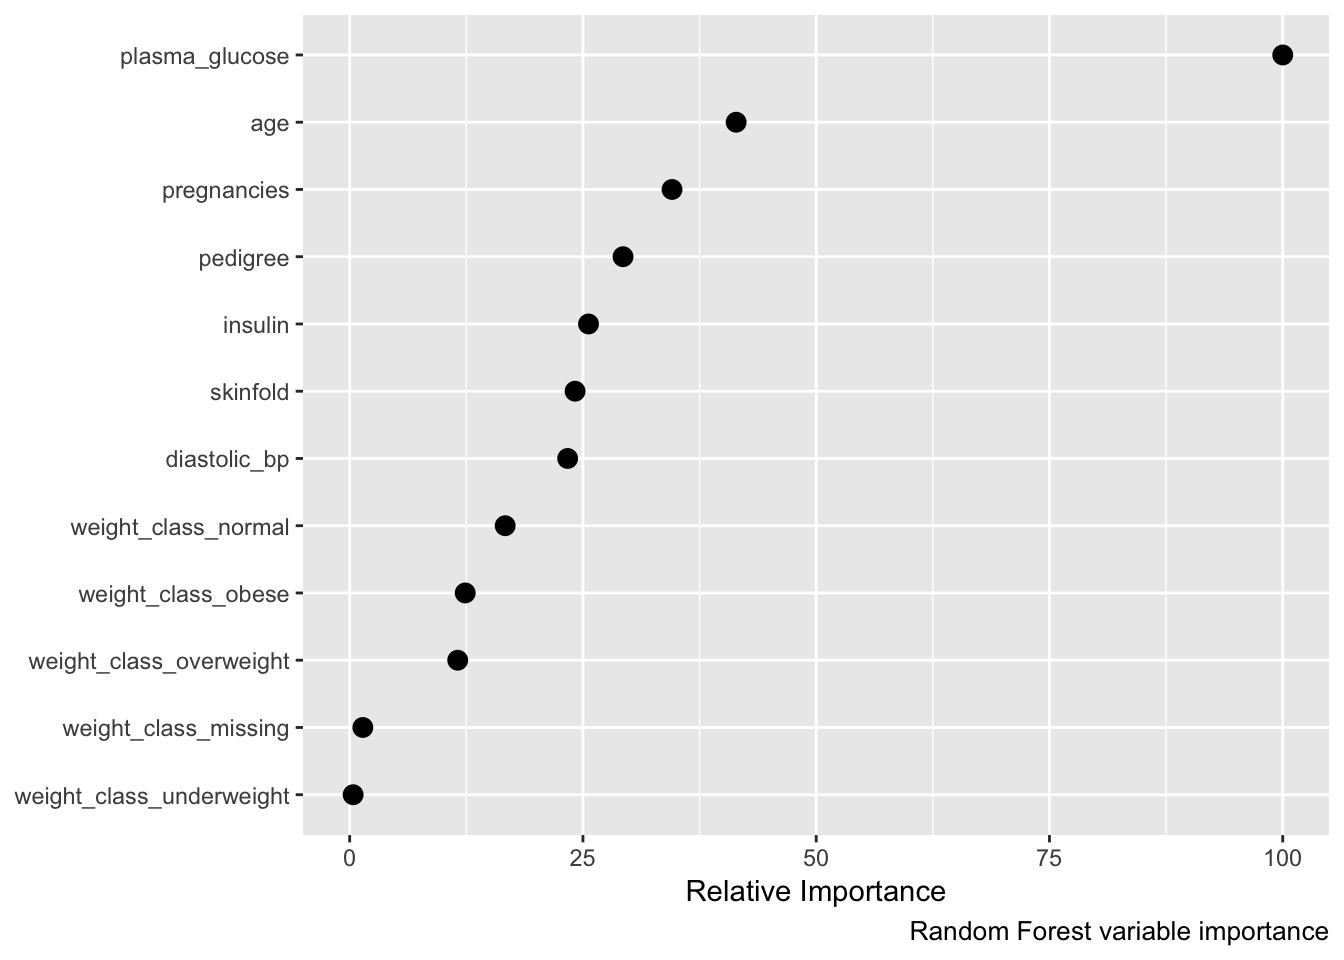 plasma_glucose
age
pregnancies
pedigree
insulin
skinfold
diastolic_bp
weight_class_normal
weight_class_obese
weight_class_overweight
weight_class_missing
weight_class_underweight
0 25 50 75 100
Relative Importance
Random Forest variable importance